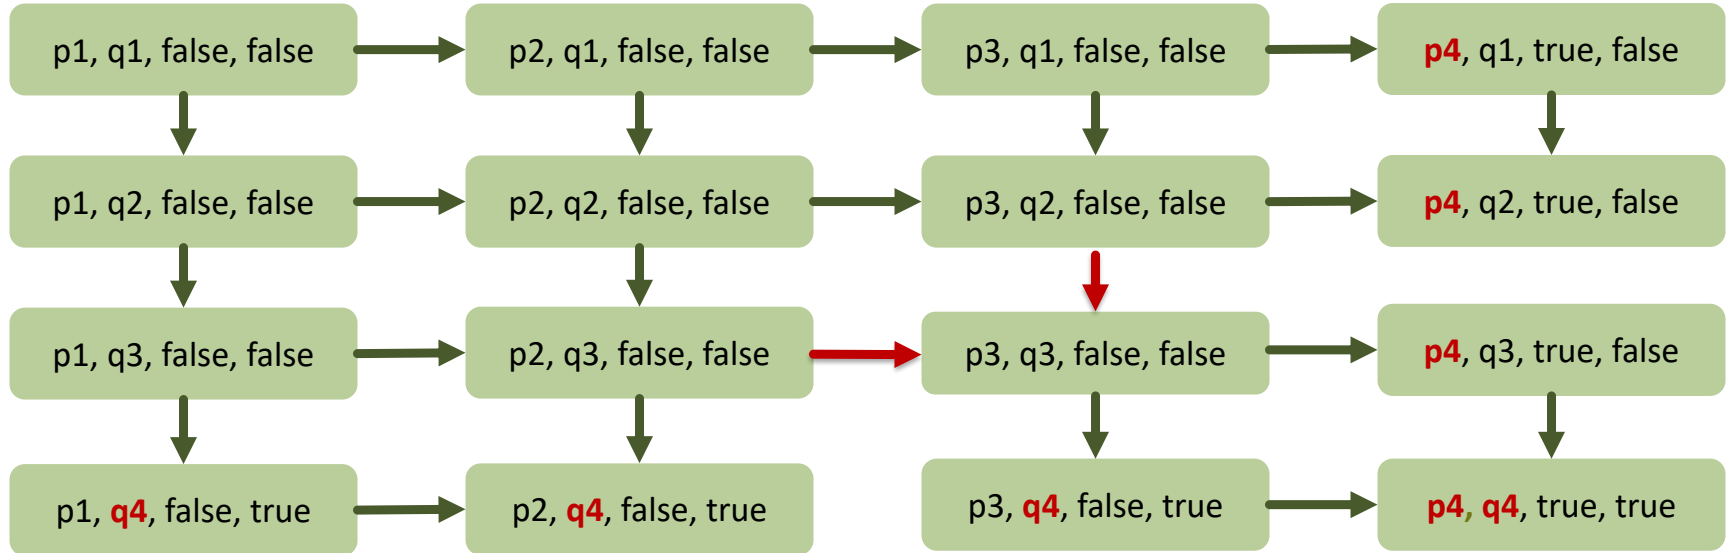 p1, q1, false, false
p2, q1, false, false
p3, q1, false, false
p4, q1, true, false
p1, q2, false, false
p2, q2, false, false
p3, q2, false, false
p4, q2, true, false
p1, q3, false, false
p2, q3, false, false
p3, q3, false, false
p4, q3, true, false
p1, q4, false, true
p2, q4, false, true
p3, q4, false, true
p4, q4, true, true